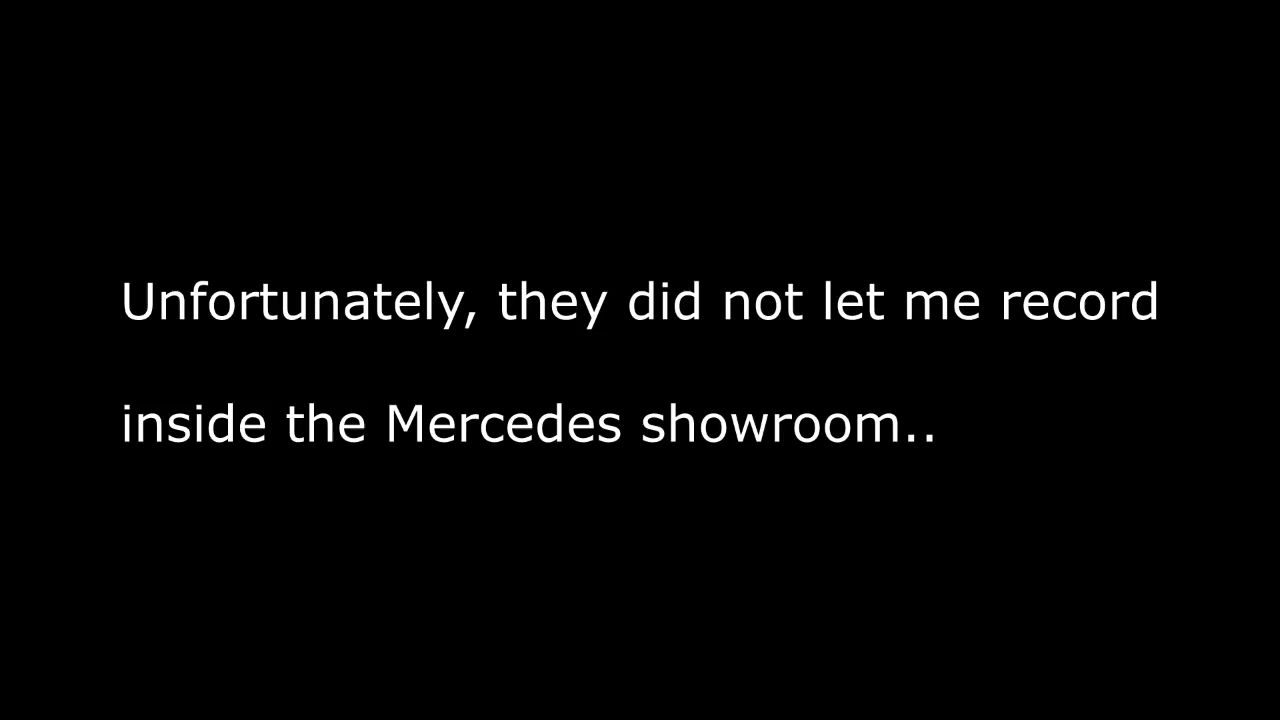 Unfortunately, they did not let me record
inside the Mercedes showroom..